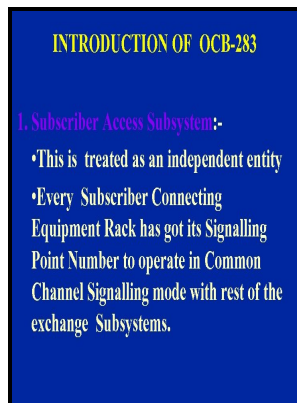 INTRODUCTION OF OCB-283
1. Subscriber Access Subsystem:-
•This is treated as an independent entity
•Every Subscriber Connecting
Equipment Rack has got its Signalling
Point Number to operate in Common
Channel Signalling mode with rest of the
exchange Subsystems.